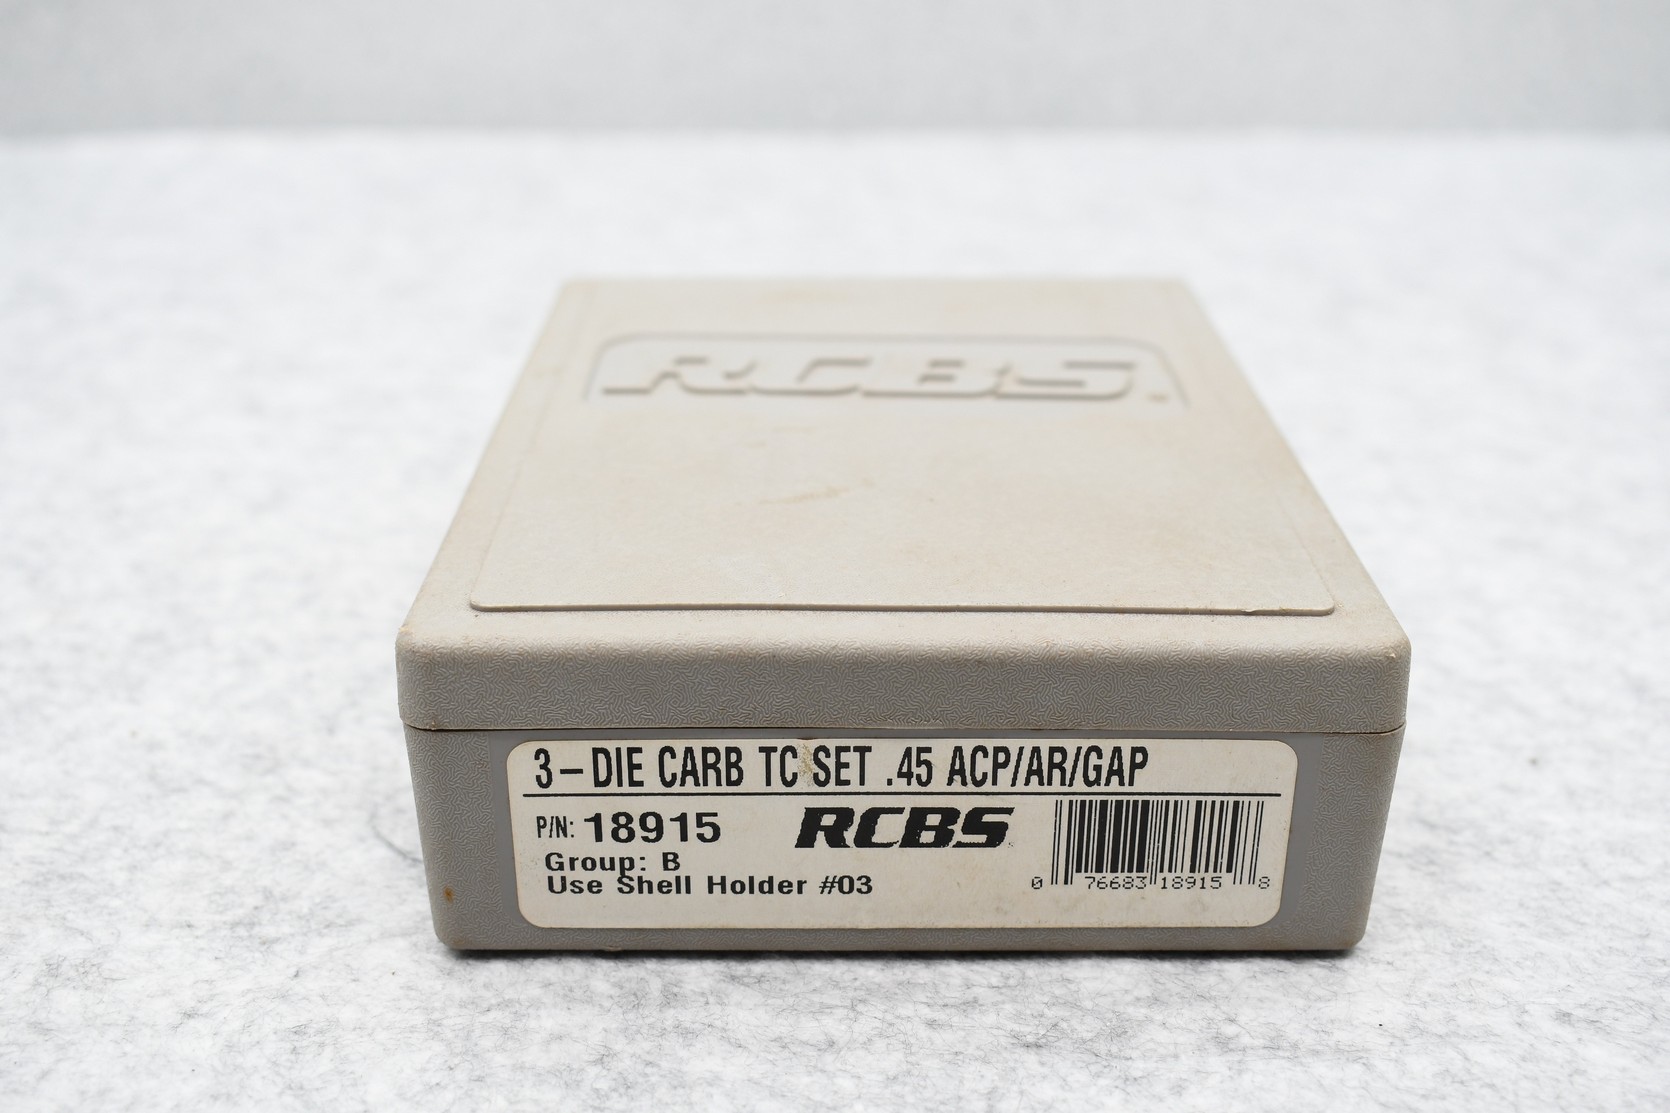 RCBS
3-DIE CARB TC SET .45 ACP/AR/GAP
P/N: 18915
RCBS
Group: B
Use Shell Holder #03
0 76683 18915 8